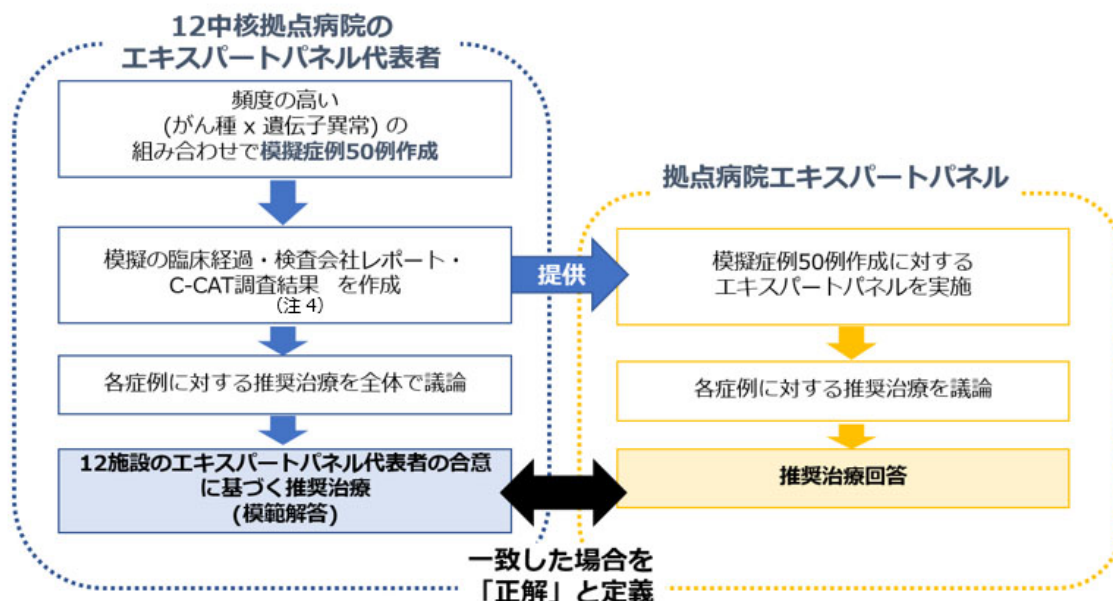 12中核拠点病院の
エキスパートパネル代表者
頻度の高い
(がん種 x 遺伝子異常) の
組み合わせで模擬症例50例作成
模擬の臨床経過・検査会社レポート・
C-CAT調査結果 を作成
(注 4)
各症例に対する推奨治療を全体で議論
12施設のエキスパートパネル代表者の合意
に基づく推奨治療
(模範解答)
提供
拠点病院エキスパートパネル
模擬症例50例作成に対する
エキスパートパネルを実施
各症例に対する推奨治療を議論
推奨治療回答
一致した場合を
「正解」と定義